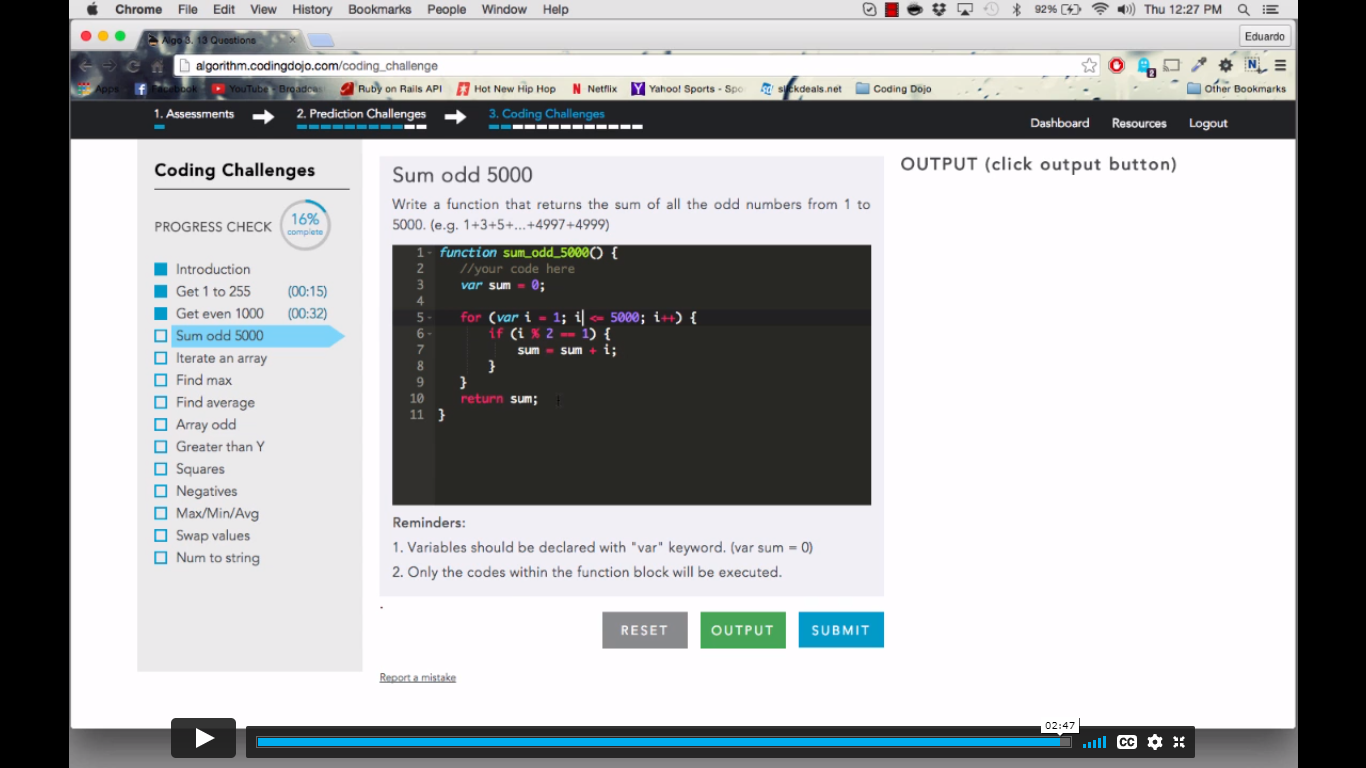 Chrome File Edit View History Bookmarks People Window Help 92% Thu 12:27 PM
Algo 3. 13 Questions Eduardo
algorithm.codingdojo.com/coding_challenge
Apps Facebook YouTube - Broadcas Ruby on Rails API Hot New Hip Hop Netflix Yahoo! Sports - Spo slickdeals.net Coding Dojo Other Bookmarks
1. Assessments 2. Prediction Challenges 3. Coding Challenges
Dashboard Resources Logout
Coding Challenges
PROGRESS CHECK 16% complete
Introduction
Get 1 to 255 (00:15)
Get even 1000 (00:32)
Sum odd 5000
Iterate an array
Find max
Find average
Array odd
Greater than Y
Squares
Negatives
Max/Min/Avg
Swap values
Num to string
Sum odd 5000
Write a function that returns the sum of all the odd numbers from 1 to
5000. (e.g. 1+3+5+...+4997+4999)
1 function sum_odd_5000() {
2 //your code here
3 var sum = 0;
4
5 for (var i = 1; i <= 5000; i++) {
6 if (i % 2 == 1) {
7 sum = sum + i;
8 }
9 }
10 return sum;
11 }
Reminders:
1. Variables should be declared with "var" keyword. (var sum = 0)
2. Only the codes within the function block will be executed.
RESET OUTPUT SUBMIT
Report a mistake
OUTPUT (click output button)
02:47
CC